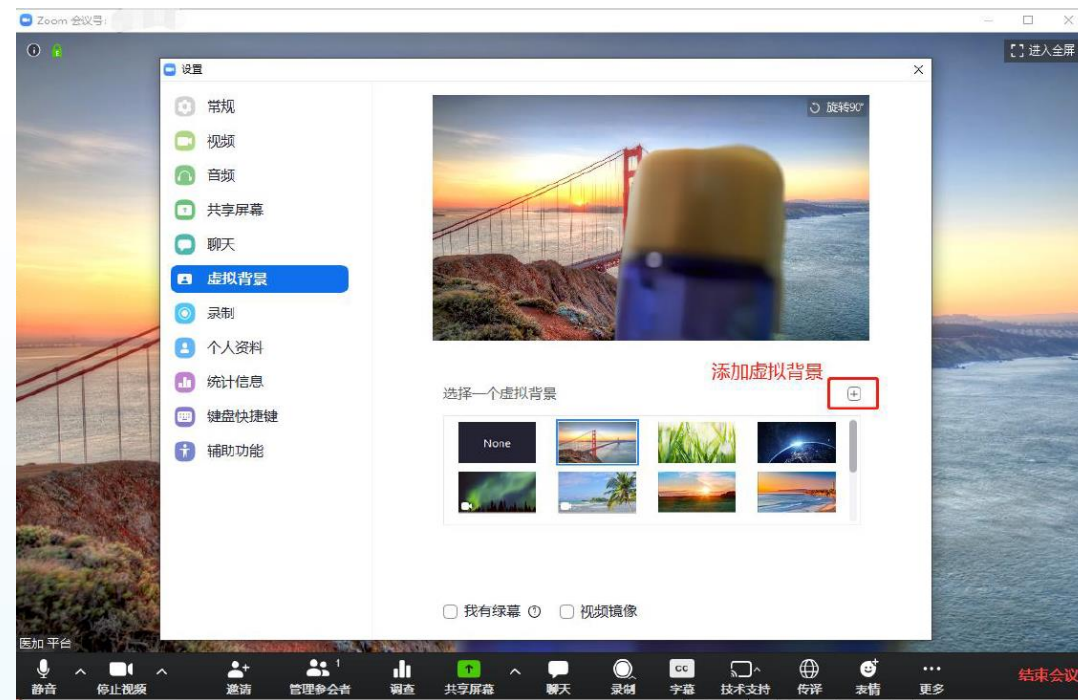 Zoom 会议号:
进入全屏
设置
常规
视频
音频
共享屏幕
聊天
虚拟背景
录制
个人资料
统计信息
键盘快捷键
辅助功能
旋转90°
添加虚拟背景
选择一个虚拟背景
None
我有绿幕
视频镜像
医加 平台
静音
停止视频
邀请
1
管理参会者
调查
共享屏幕
聊天
录制
CC
字幕
技术支持
传译
表情
更多
结束会议